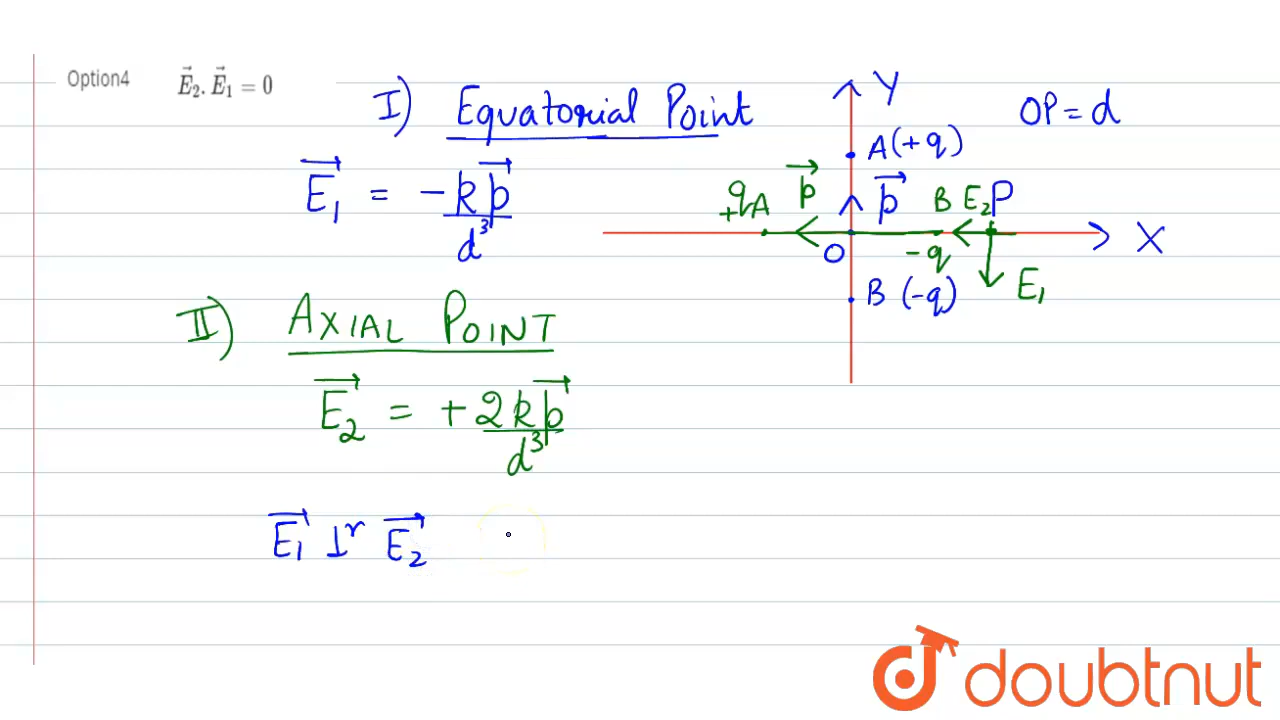 Option4 E⃗₂. E⃗₁ = 0
I) Equatorial Point
E⃗₁ = -kp⃗/d³
II) AXIAL POINT
E⃗₂ = +2kp⃗/d³
E⃗₁ ⊥ʳ E⃗₂
Y
OP = d
A(+q)
+q A
p⃗
p⃗
B
E₂
P
O
-q
X
B (-q)
E₁
doubtnut